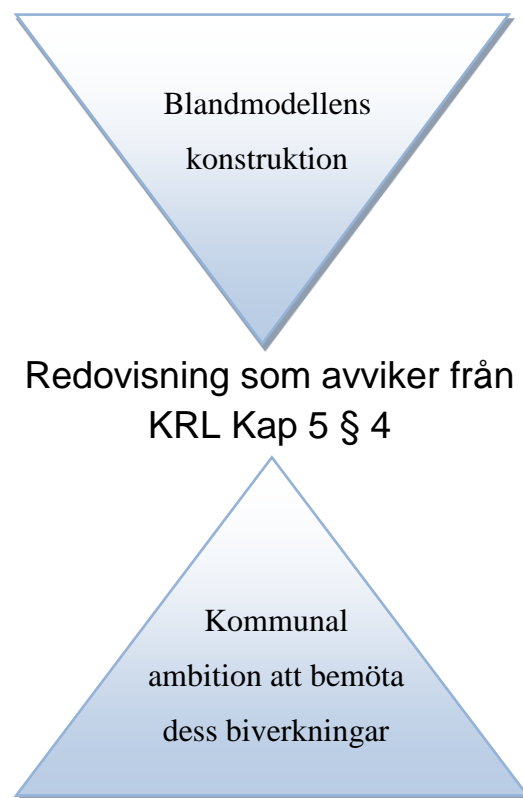 Blandmodellens
konstruktion
Redovisning som avviker från
KRL Kap 5 § 4
Kommunal
ambition att bemöta
dess biverkningar